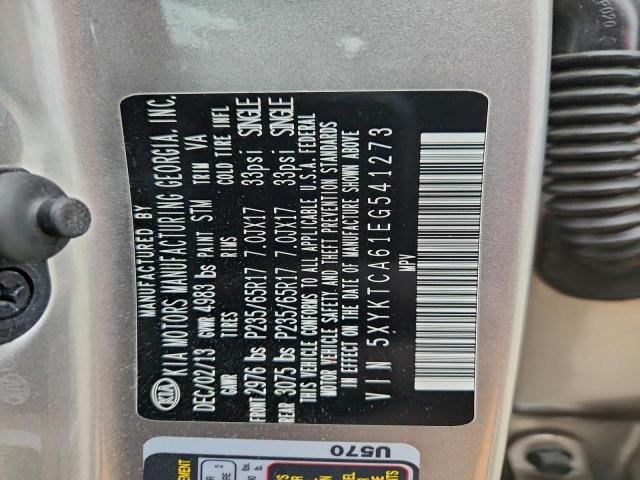 MANUFACTURED BY
KIA KIA MOTORS MANUFACTURING GEORGIA, INC.
DEC/02/13 GVWR 4983 lbs PAINT STM TRIM VA
GAWR TIRES RIMS COLD TIRE INFL
FRONT 2976 lbs P235/65R17 7.0JX17 33psi SINGLE
REAR 3075 lbs P235/65R17 7.0JX17 33psi SINGLE
THIS VEHICLE CONFORMS TO ALL APPLICABLE U.S.A. FEDERAL
MOTOR VEHICLE SAFETY AND THEFT PREVENTION STANDARDS
IN EFFECT ON THE DATE OF MANUFACTURE SHOWN ABOVE
VIN 5XYKTCA61EG541273
MPV
U570